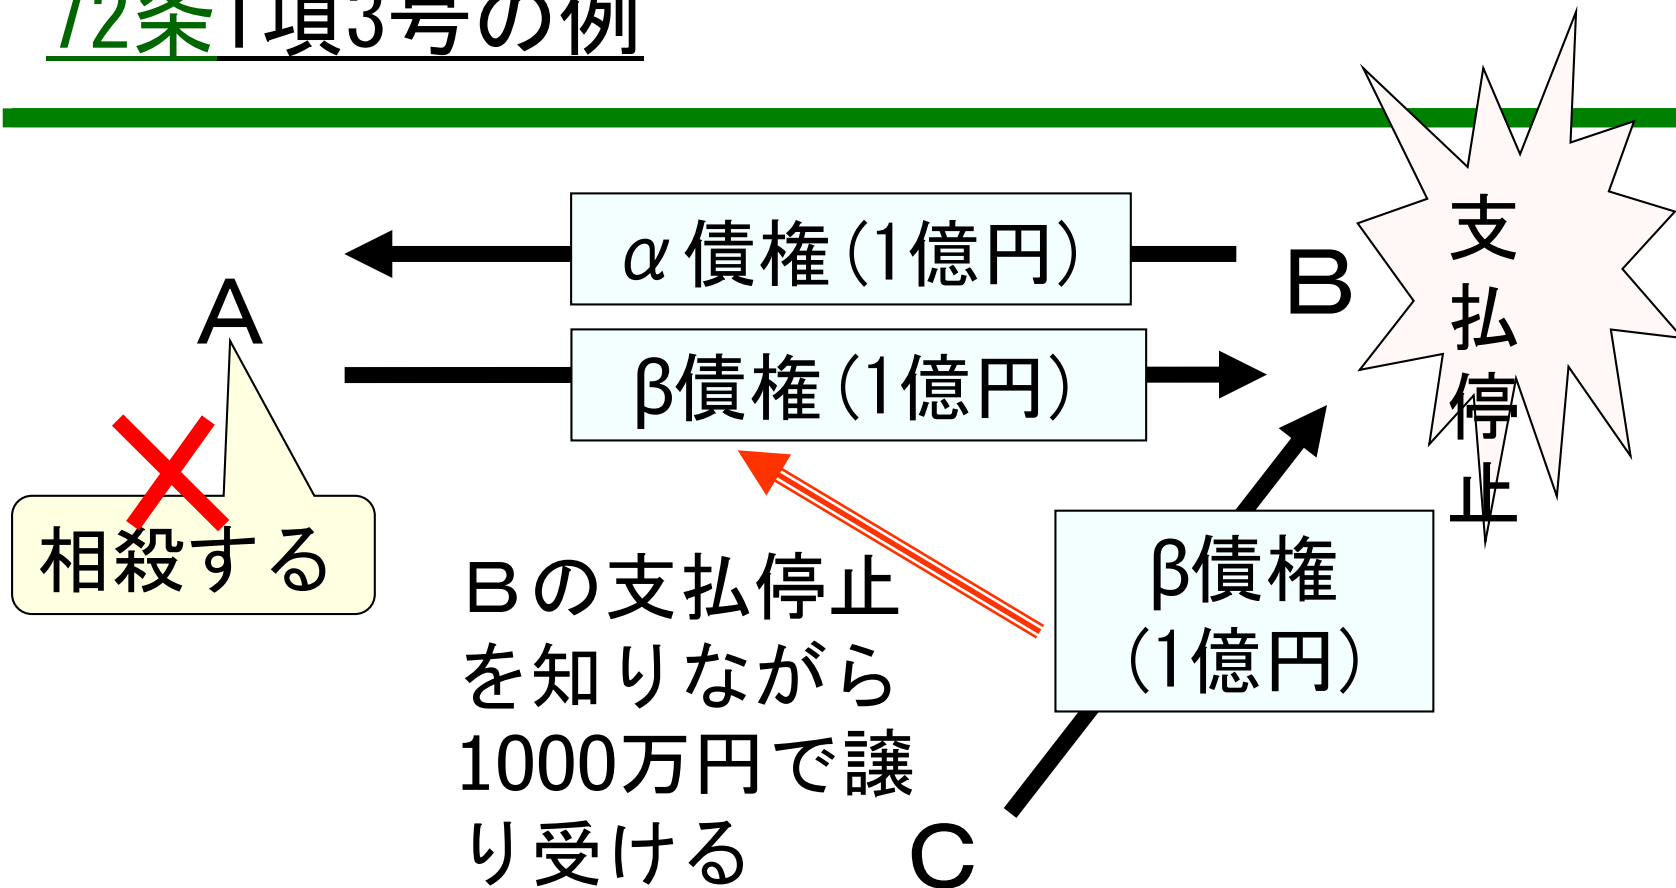 72条1項3号の例
α債権(1億円)
A
B
β債権(1億円)
支払停止
相殺する
Bの支払停止
を知りながら
1000万円で譲
り受ける
β債権
(1億円)
C